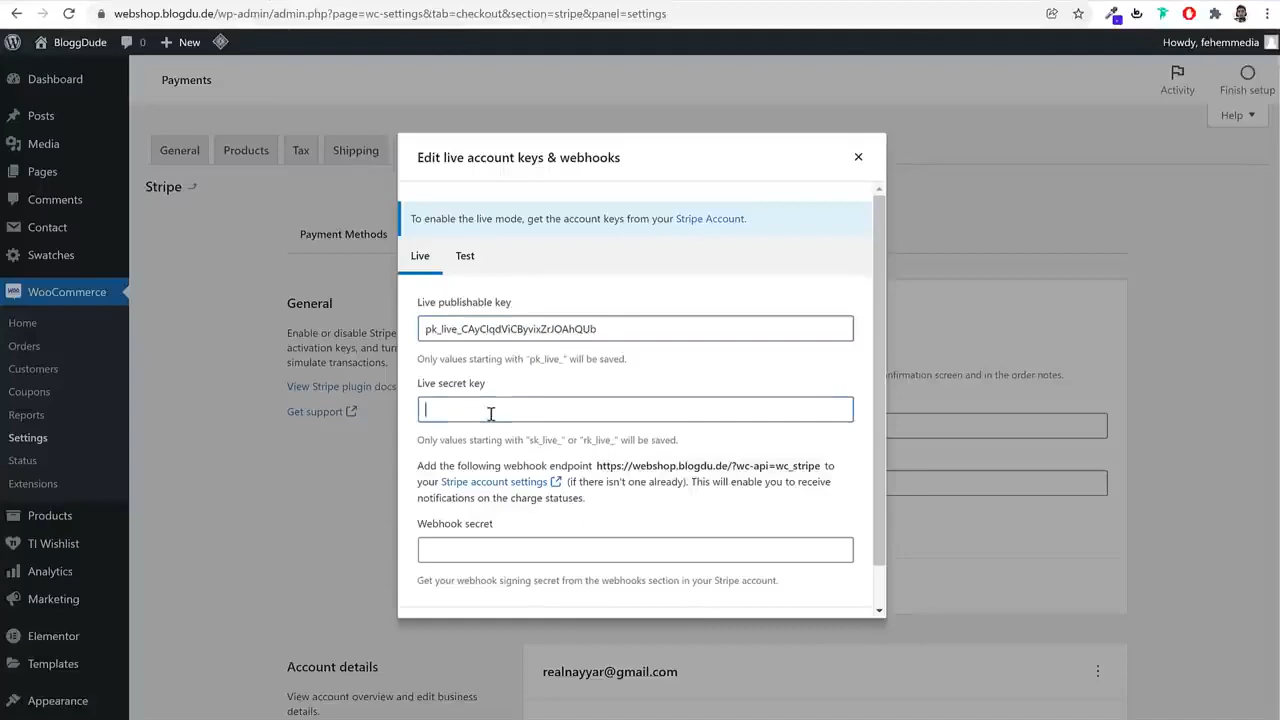 webshop.blogdu.de/wp-admin/admin.php?page=wc-settings&tab=checkout&section=stripe&panel=settings
BloggDude
0
New
Howdy, fehemmedia
Dashboard
Posts
Media
Pages
Comments
Contact
Swatches
WooCommerce
Home
Orders
Customers
Coupons
Reports
Settings
Status
Extensions
Products
TI Wishlist
Analytics
Marketing
Elementor
Templates
Appearance
Payments
Activity
Finish setup
Help
General
Products
Tax
Shipping
Stripe
Payment Methods
General
Enable or disable Stripe
activation keys, and tun
simulate transactions.
View Stripe plugin docs
Get support
Edit live account keys & webhooks
To enable the live mode, get the account keys from your Stripe Account.
Live
Test
Live publishable key
pk_live_CAyClqdViCByvixZrJOAhQUb
Only values starting with "pk_live_" will be saved.
Live secret key
Only values starting with "sk_live_" or "rk_live_" will be saved.
Add the following webhook endpoint https://webshop.blogdu.de/?wc-api=wc_stripe to
your Stripe account settings (if there isn't one already). This will enable you to receive
notifications on the charge statuses.
Webhook secret
Get your webhook signing secret from the webhooks section in your Stripe account.
nfirmation screen and in the order notes.
Account details
View account overview and edit business
details.
realnayyar@gmail.com